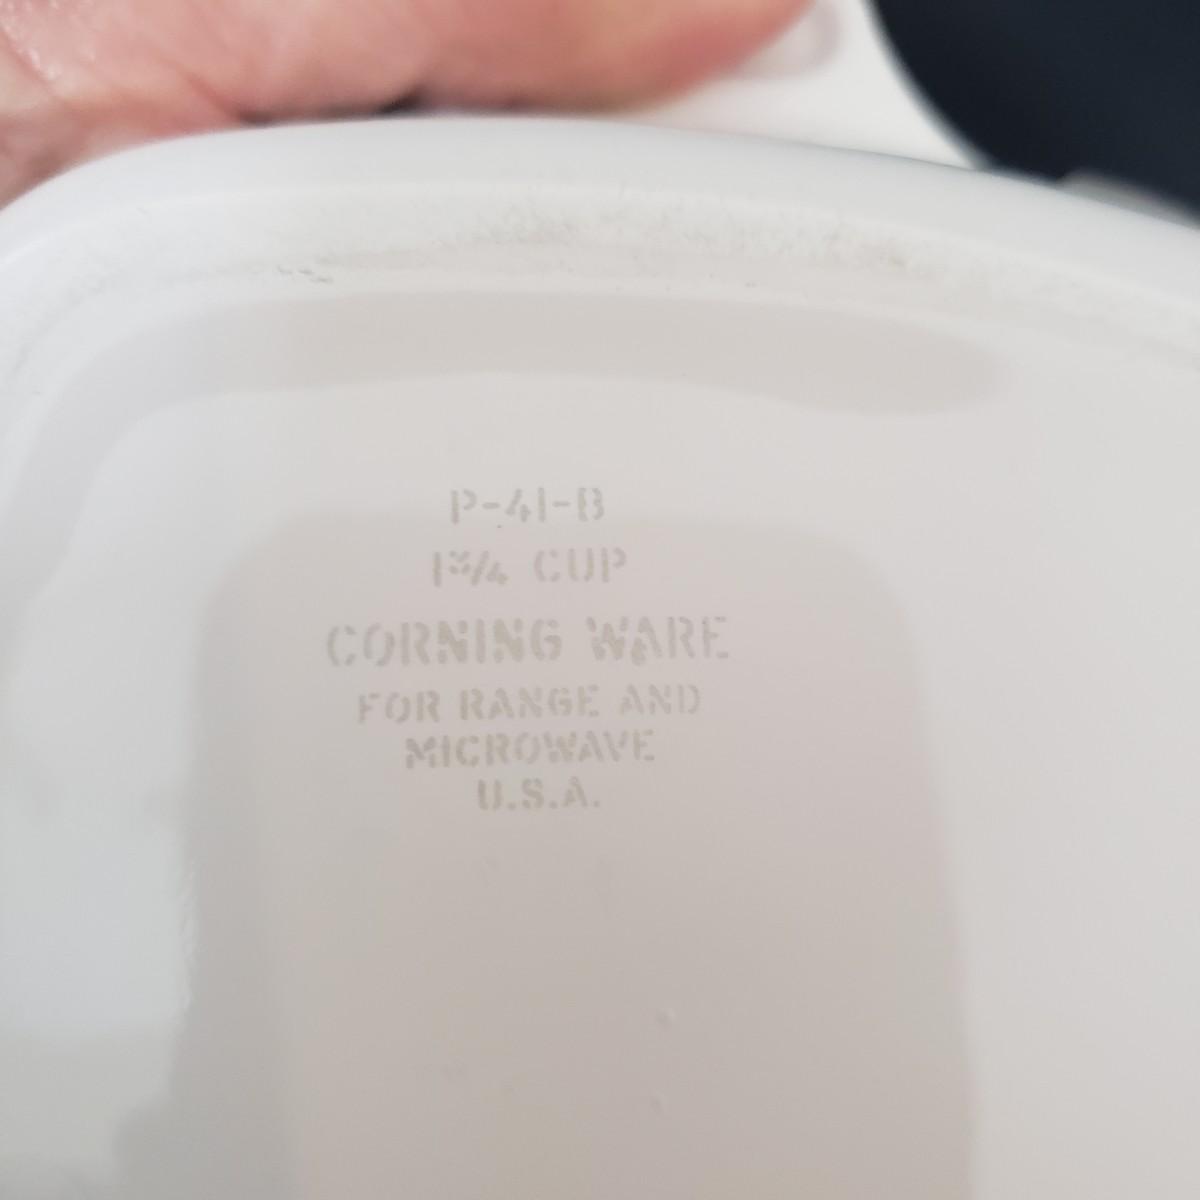 P-41-B
1¾ CUP
CORNING WARE
FOR RANGE AND
MICROWAVE
U.S.A.